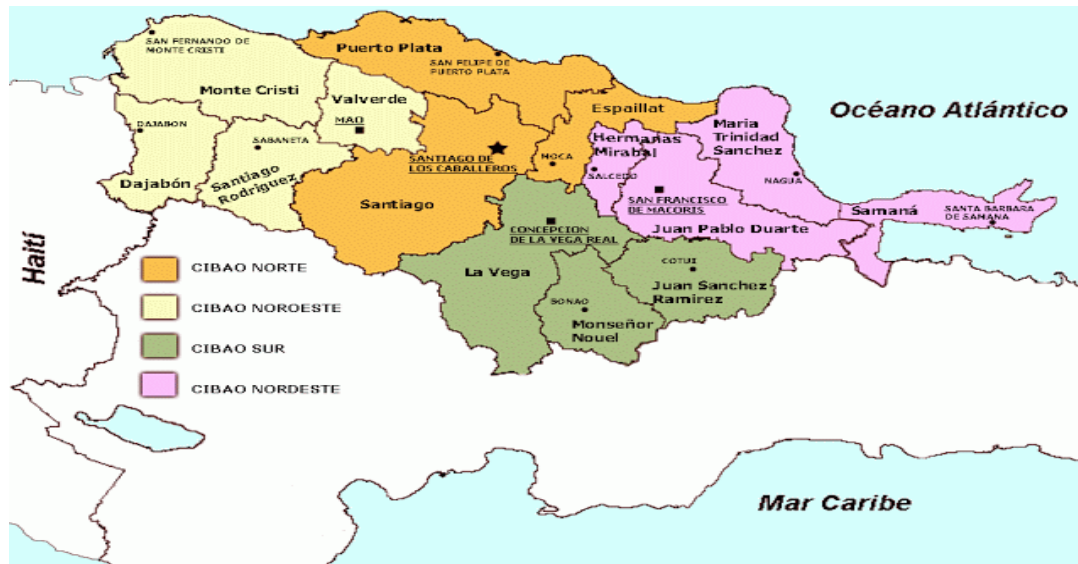 SAN FERNANDO DE
MONTE CRISTI
Puerto Plata
SAN FELIPE DE
PUERTO PLATA
Monte Cristi
Valverde
MAO
Espaillat
Océano Atlántico
Maria
Trinidad
Sanchez
DAJABON
SABANETA
Hermanas
Mirabal
SANTIAGO DE
LOS CABALLEROS
MOCA
SALCEDO
NAGUA
Dajabón
Santiago
Rodriguez
Santiago
SAN FRANCISCO
DE MACORIS
Samaná
SANTA BARBARA
DE SAMANA
CONCEPCION
DE LA VEGA REAL
Juan Pablo Duarte
Haití
La Vega
COTUI
Juan Sanchez
Ramirez
BONAO
Monseñor
Nouel
CIBAO NORTE
CIBAO NOROESTE
CIBAO SUR
CIBAO NORDESTE
Mar Caribe